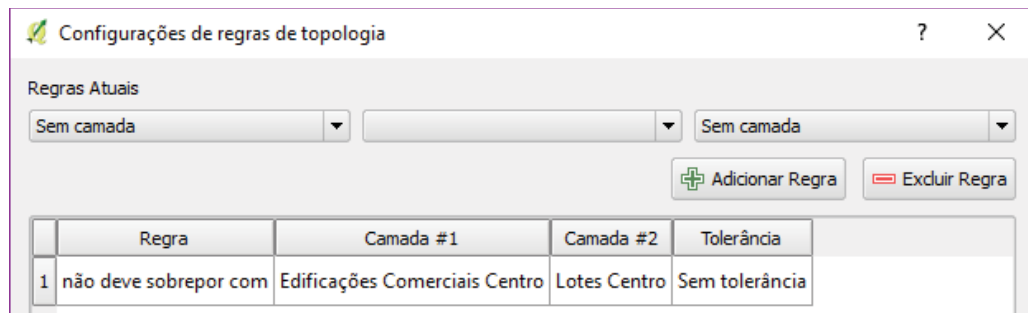 Configurações de regras de topologia ?
Regras Atuais
Sem camada Sem camada
Adicionar Regra Excluir Regra
Regra Camada #1 Camada #2 Tolerância
1 não deve sobrepor com Edificações Comerciais Centro Lotes Centro Sem tolerância